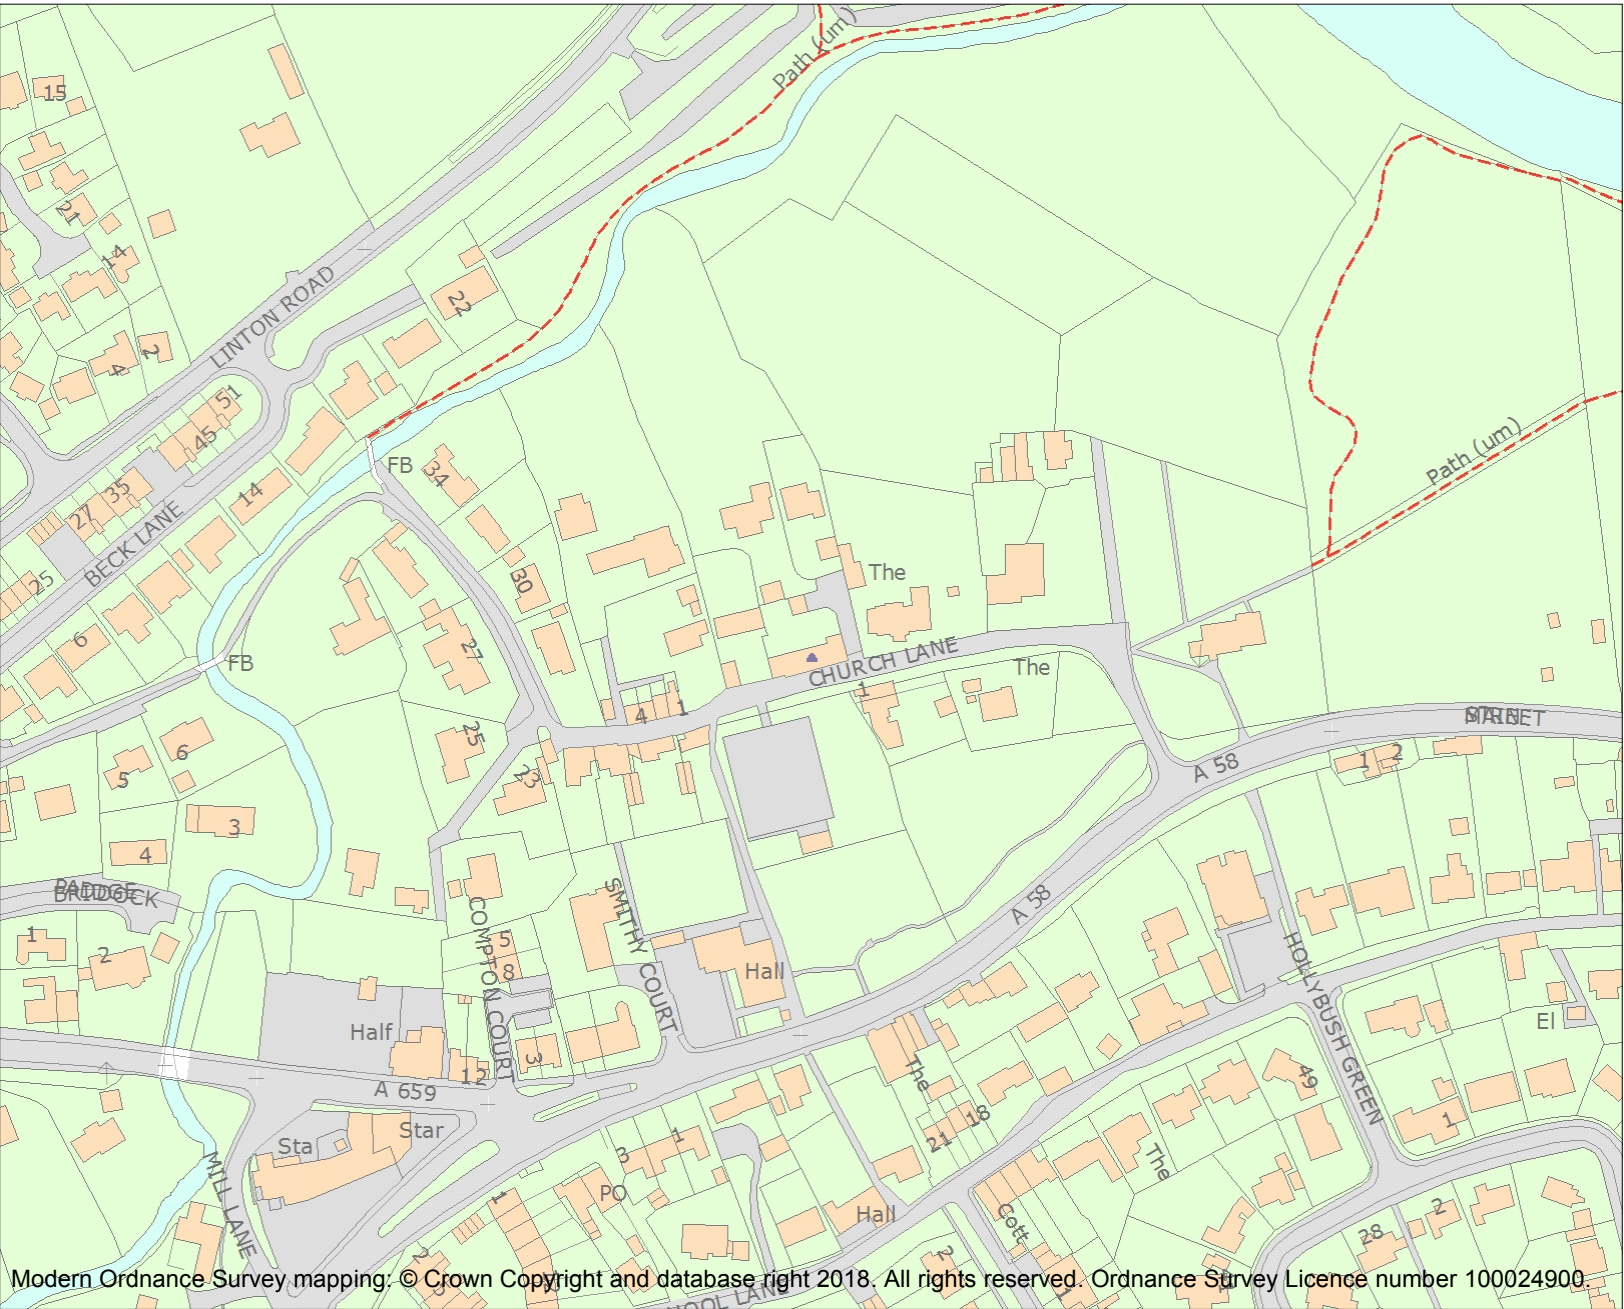 Path (um)
15
21
14
LINTON ROAD
22
2
4
51
45
FB
34
35
14
27
Path (um)
BECK LANE
The
25
30
6
27
FB
CHURCH LANE
The
1
4
1
25
MAIN STREET
6
5
23
A 58
1
2
3
4
PADDOCK
BRIDGE
COMPTON COURT
SMITHY COURT
A 58
1
2
5
8
Hall
HOLLYBUSH GREEN
Half
El
3
12
A 659
The
49
18
21
1
Star
Sta
1
3
The
MILL LANE
PO
1
Hall
Cott
2
28
2
2
Modern Ordnance Survey mapping: © Crown Copyright and database right 2018. All rights reserved. Ordnance Survey Licence number 100024900.